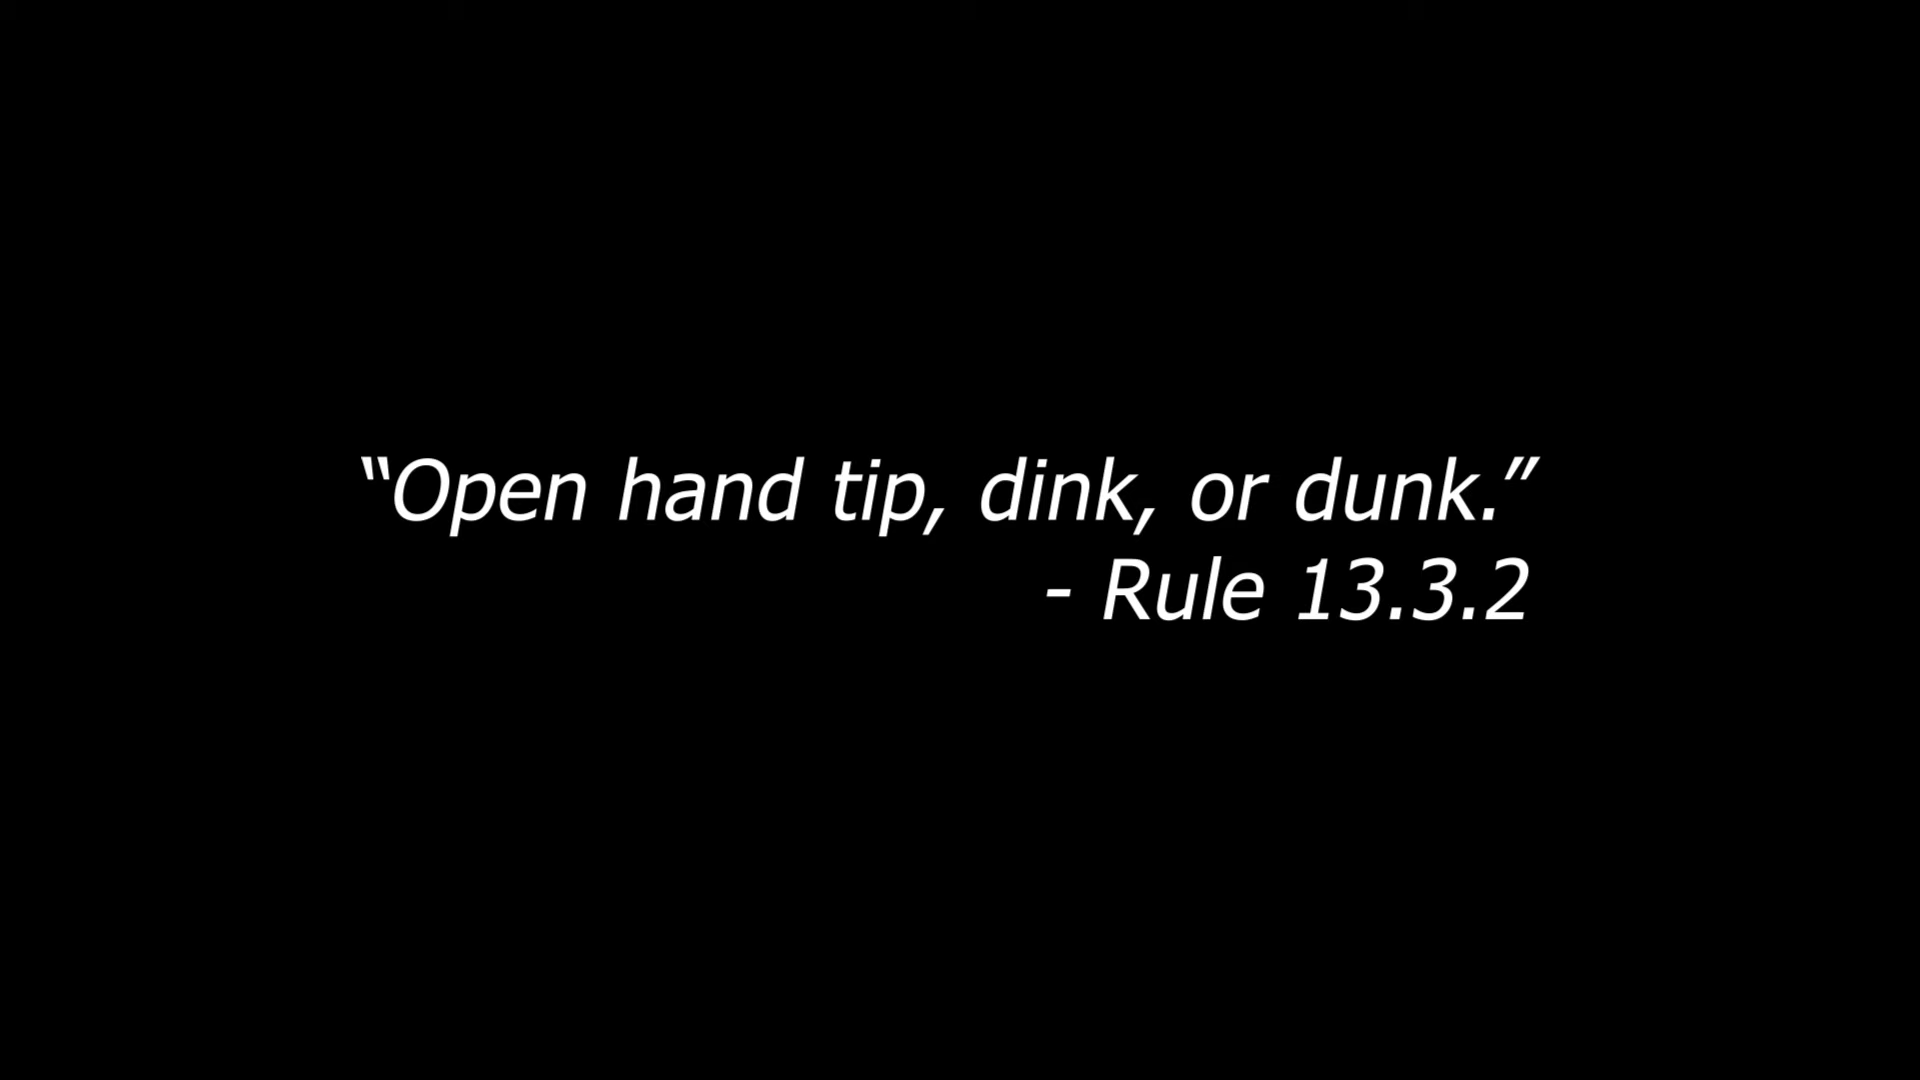 “Open hand tip, dink, or dunk.”
- Rule 13.3.2